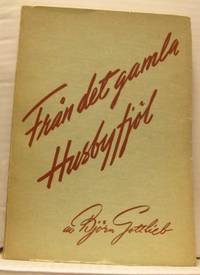 Från det gamla
Husbyfjöl
av Björn Gottlieb